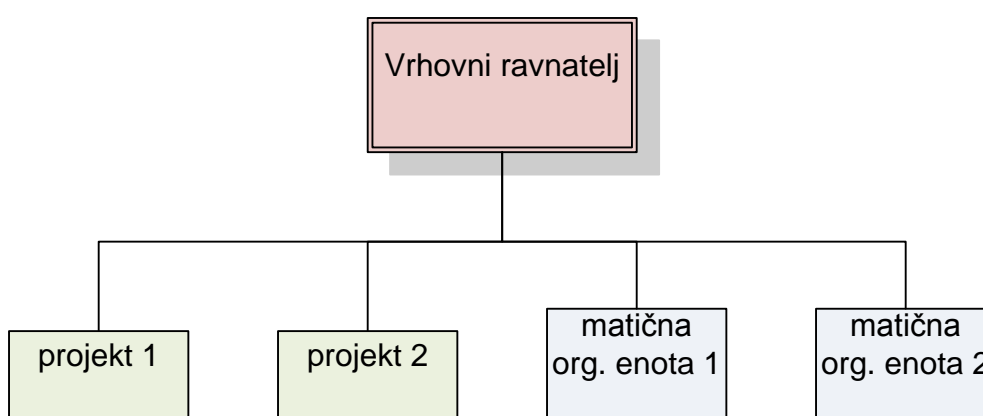 Vrhovni ravnatelj
projekt 1
projekt 2
matična
org. enota 1
matična
org. enota 2